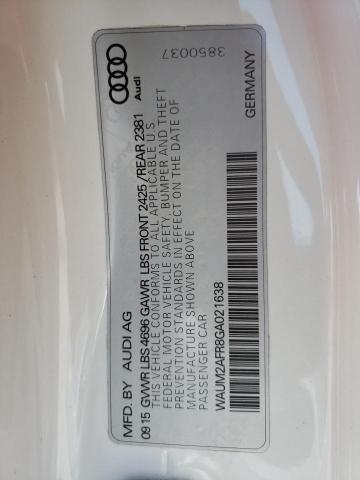 MFD. BY AUDI AG
09 15 GVWR LBS 4696 GAWR LBS FRONT 2425 /REAR 2381
THIS VEHICLE CONFORMS TO ALL APPLICABLE U.S.
FEDERAL MOTOR VEHICLE SAFETY, BUMPER AND THEFT
PREVENTION STANDARDS IN EFFECT ON THE DATE OF
MANUFACTURE SHOWN ABOVE
PASSENGER CAR
WAUM2AFR8GA021638
GERMANY
Audi
3850037